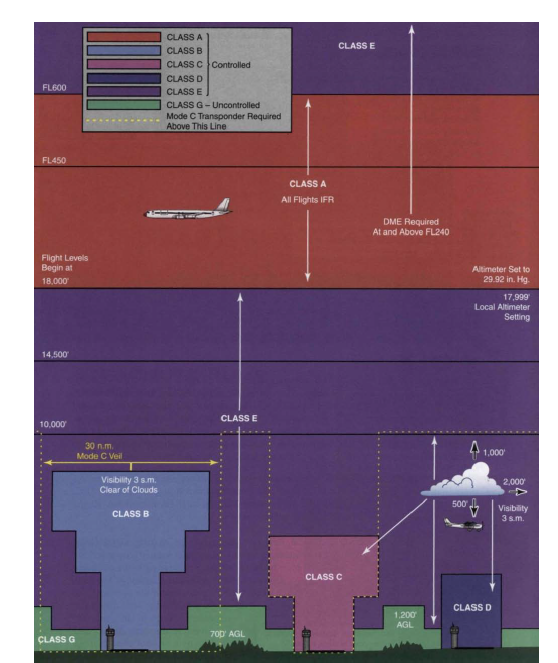 CLASS A
CLASS B
CLASS C
Controlled
CLASS D
CLASS E
CLASS G – Uncontrolled
Mode C Transponder Required
Above This Line
CLASS E
FL600
FL450
CLASS A
All Flights IFR
DME Required
At and Above FL240
Flight Levels
Begin at
18,000'
Altimeter Set to
29.92 in. Hg.
17,999'
Local Altimeter
Setting
14,500'
10,000'
CLASS E
30 n.m.
Mode C Veil
Visibility 3 s.m.
Clear of Clouds
CLASS B
1,000'
2,000'
500'
Visibility
3 s.m.
CLASS C
CLASS D
1,200'
AGL
700' AGL
CLASS G